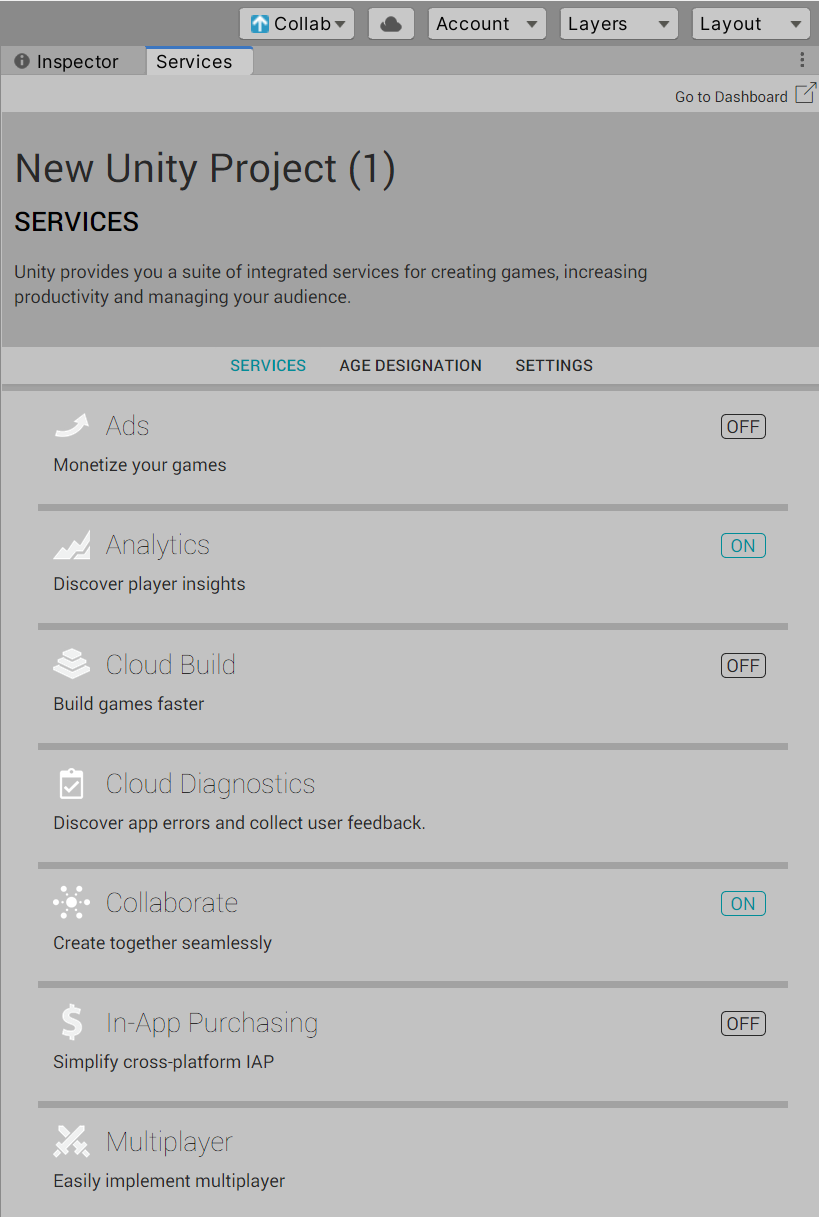 Collab Account Layers Layout
Inspector Services
Go to Dashboard
New Unity Project (1)
SERVICES
Unity provides you a suite of integrated services for creating games, increasing
productivity and managing your audience.
SERVICES AGE DESIGNATION SETTINGS
Ads OFF
Monetize your games
Analytics ON
Discover player insights
Cloud Build OFF
Build games faster
Cloud Diagnostics
Discover app errors and collect user feedback.
Collaborate ON
Create together seamlessly
In-App Purchasing OFF
Simplify cross-platform IAP
Multiplayer
Easily implement multiplayer